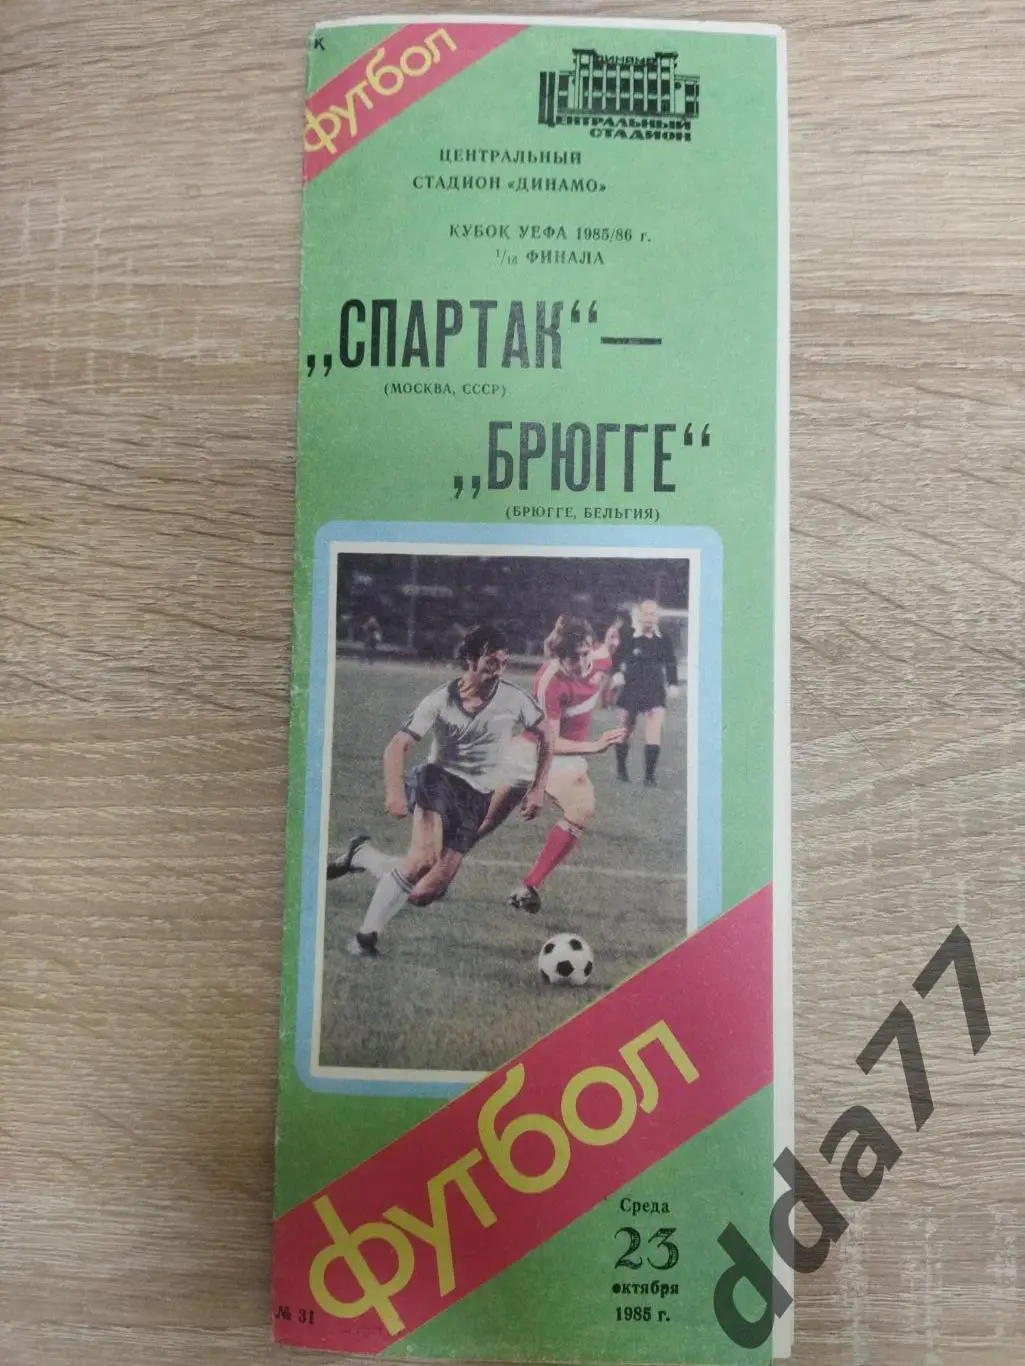 К
футбол
ДИНАМО
ЦЕНТРАЛЬНЫЙ
СТАДИОН
ЦЕНТРАЛЬНЫЙ
СТАДИОН «ДИНАМО»
КУБОК УЕФА 1985/86 г.
1/16 ФИНАЛА
„СПАРТАК“ —
(МОСКВА, СССР)
„БРЮГГЕ“
(БРЮГГЕ, БЕЛЬГИЯ)
футбол
Среда
23
октября
1985 г.
№ 31
dda77